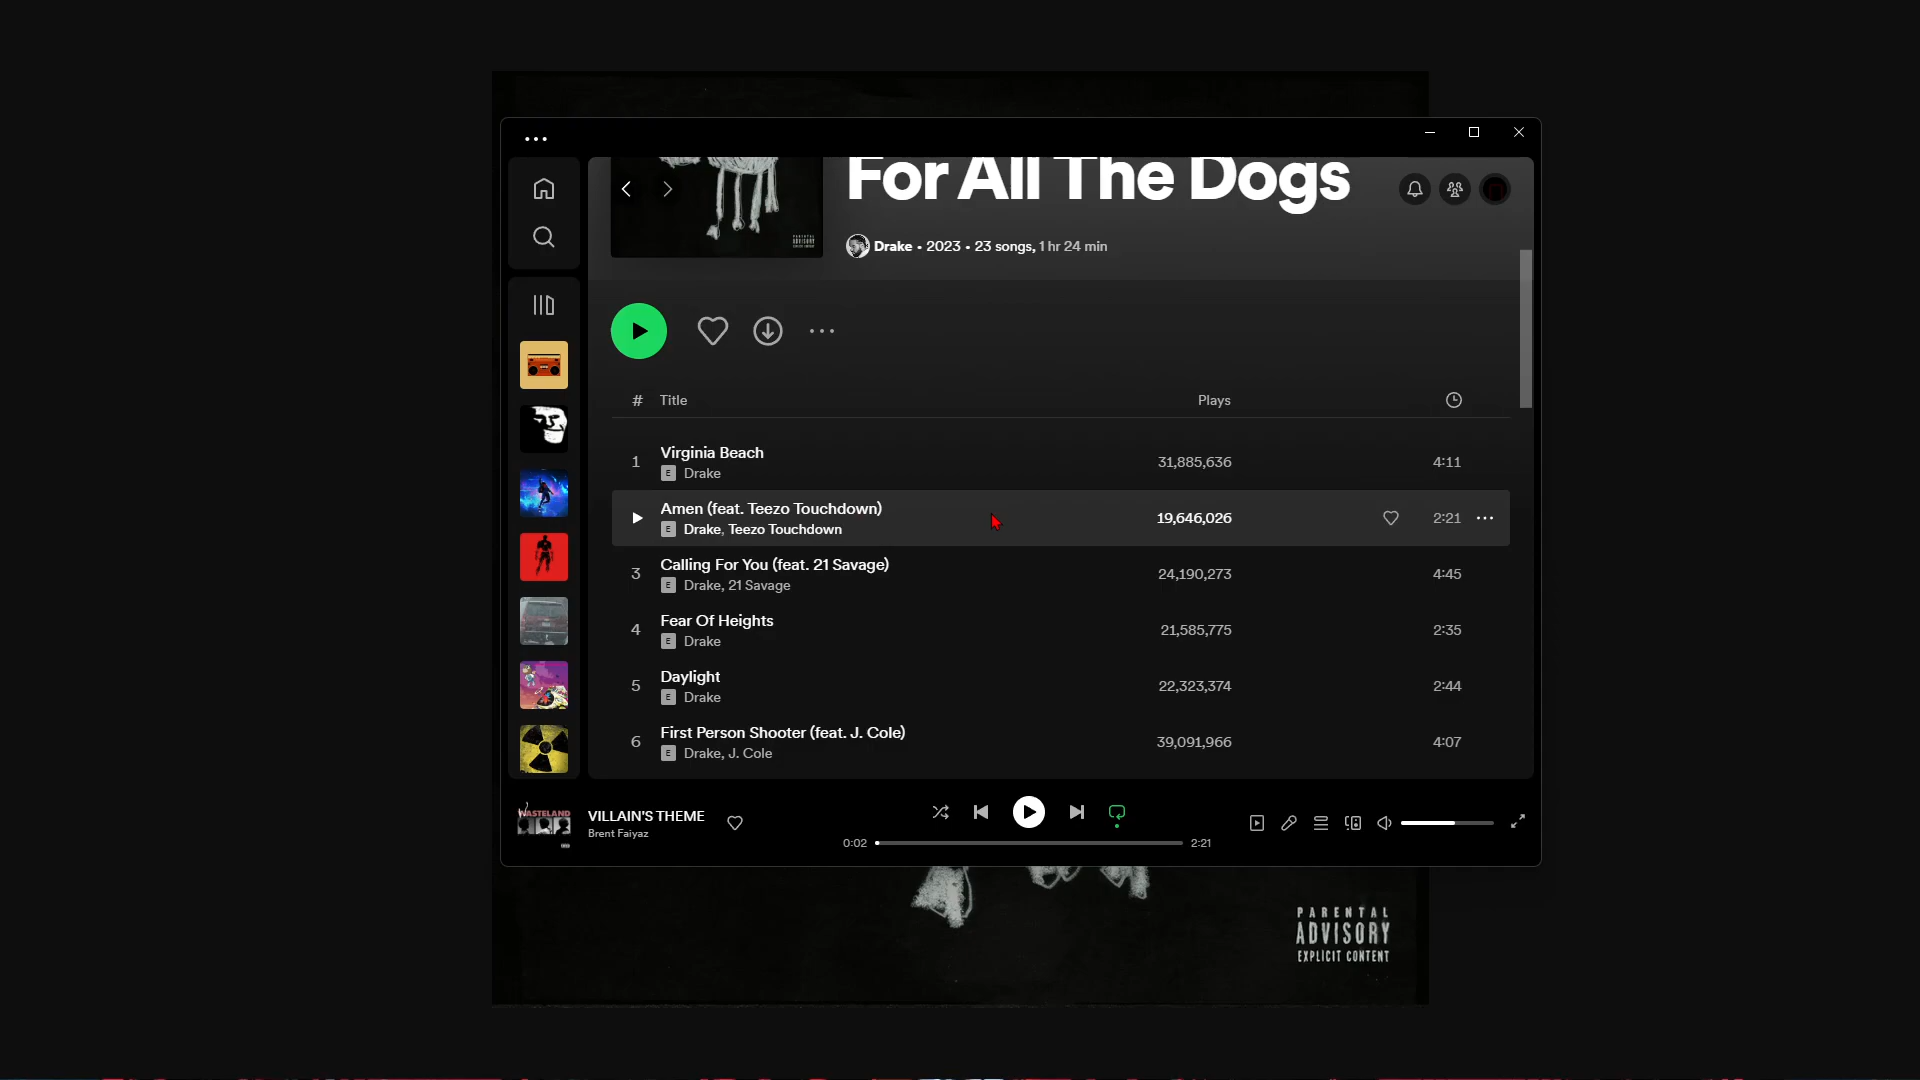 For All The Dogs
Drake • 2023 • 23 songs, 1 hr 24 min
# Title Plays
1 Virginia Beach 31,885,636 4:11
E Drake
Amen (feat. Teezo Touchdown) 19,646,026 2:21
E Drake, Teezo Touchdown
3 Calling For You (feat. 21 Savage) 24,190,273 4:45
E Drake, 21 Savage
4 Fear Of Heights 21,585,775 2:35
E Drake
5 Daylight 22,323,374 2:44
E Drake
6 First Person Shooter (feat. J. Cole) 39,091,966 4:07
E Drake, J. Cole
WASTELAND
VILLAIN'S THEME
Brent Faiyaz
0:02 2:21
PARENTAL
ADVISORY
EXPLICIT CONTENT